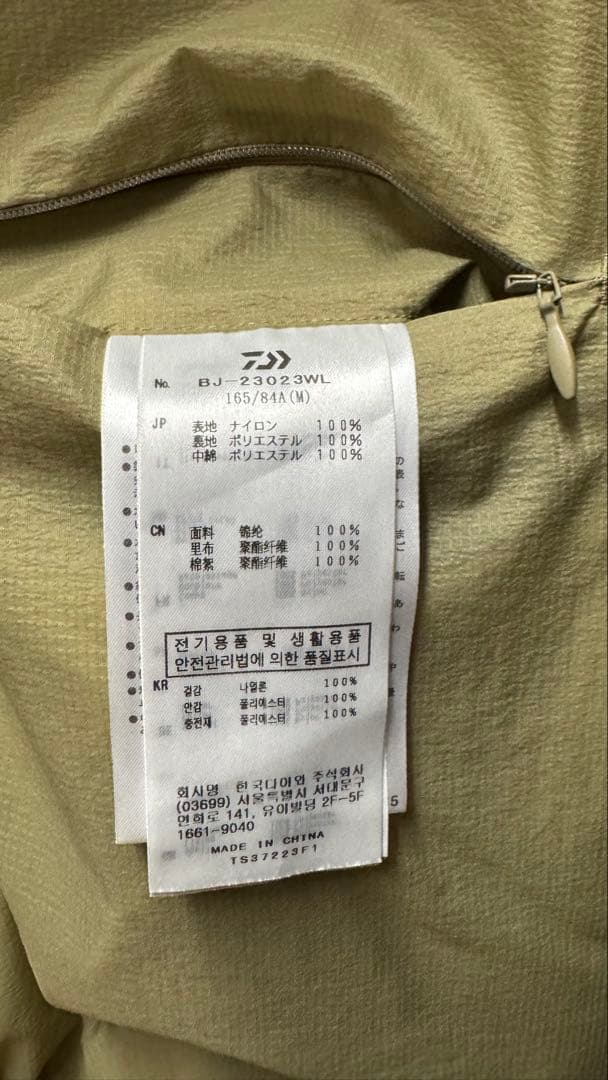 No. BJ-23023WL
165/84A(M)
JP 表地 ナイロン 100%
裏地 ポリエステル 100%
中綿 ポリエステル 100%
CN 面料 锦纶 100%
里布 聚酯纤维 100%
棉絮 聚酯纤维 100%
전기용품 및 생활용품
안전관리법에 의한 품질표시
KR 겉감 나일론 100%
안감 폴리에스터 100%
충전재 폴리에스터 100%
회사명 한국다이와 주식회사
(03699) 서울특별시 서대문구
연희로 141, 유이빌딩 2F-5F
1661-9040
MADE IN CHINA
TS37223F1
5